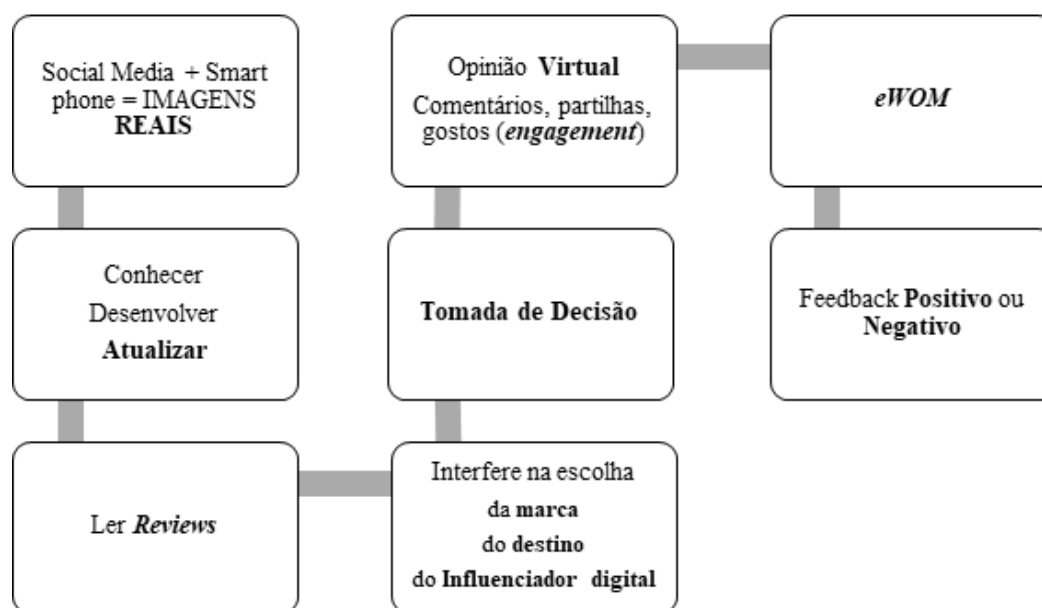 Social Media + Smart
phone = IMAGENS
REAIS
Conhecer
Desenvolver
Atualizar
Ler Reviews
Interfere na escolha
da marca
do destino
do Influenciador digital
Tomada de Decisão
Opinião Virtual
Comentários, partilhas,
gostos (engagement)
eWOM
Feedback Positivo ou
Negativo